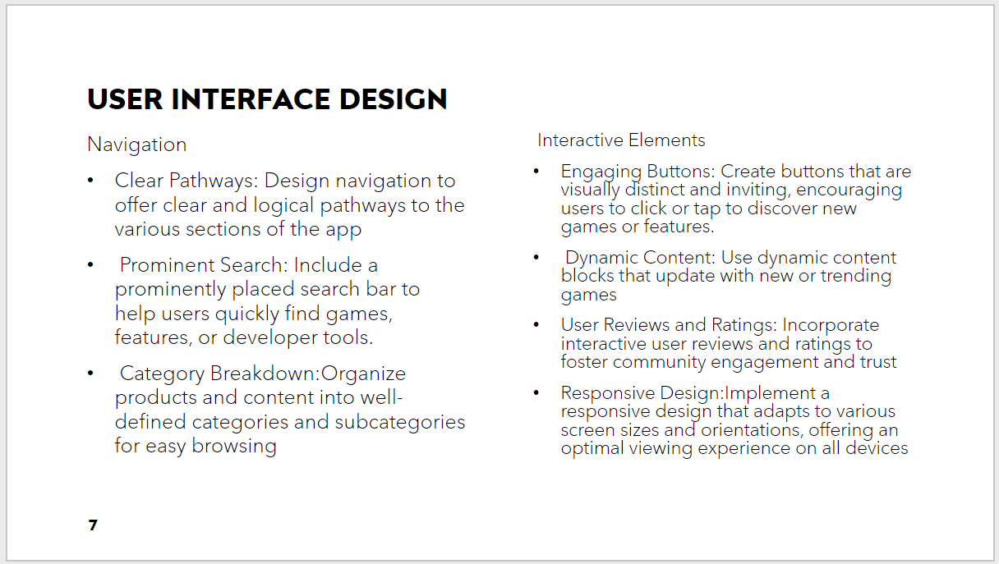 USER INTERFACE DESIGN
Navigation
• Clear Pathways: Design navigation to
offer clear and logical pathways to the
various sections of the app
• Prominent Search: Include a
prominently placed search bar to
help users quickly find games,
features, or developer tools.
• Category Breakdown:Organize
products and content into well-
defined categories and subcategories
for easy browsing
Interactive Elements
• Engaging Buttons: Create buttons that are
visually distinct and inviting, encouraging
users to click or tap to discover new
games or features.
• Dynamic Content: Use dynamic content
blocks that update with new or trending
games
• User Reviews and Ratings: Incorporate
interactive user reviews and ratings to
foster community engagement and trust
• Responsive Design:Implement a
responsive design that adapts to various
screen sizes and orientations, offering an
optimal viewing experience on all devices
7